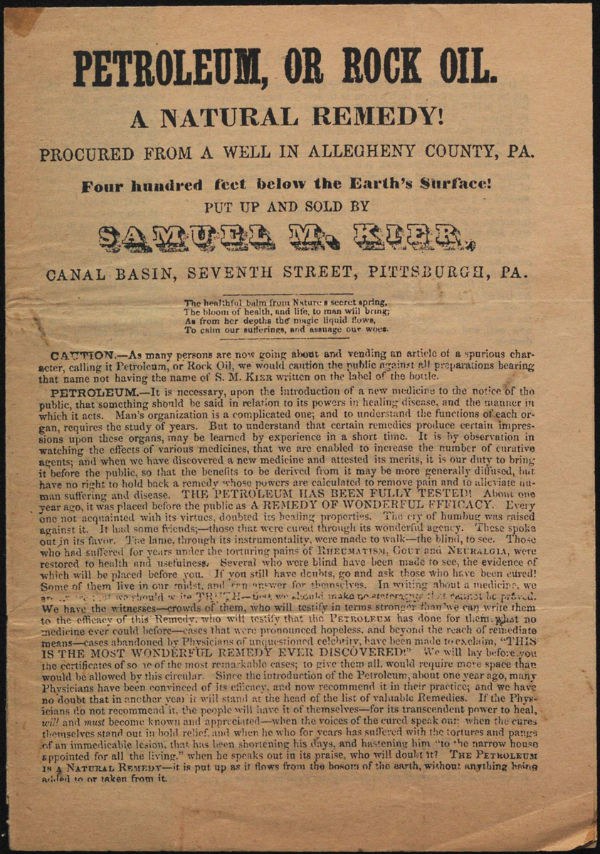 PETROLEUM, OR ROCK OIL.
A NATURAL REMEDY!
PROCURED FROM A WELL IN ALLEGHENY COUNTY, PA.
Four hundred feet below the Earth's Surface!
PUT UP AND SOLD BY
SAMUEL M. KIER,
CANAL BASIN, SEVENTH STREET, PITTSBURGH, PA.
The healthful balm from Nature's secret spring,
The bloom of health, and life, to man will bring;
As from her depths the magic liquid flows,
To calm our sufferings, and assuage our woes.
CAUTION.—As many persons are now going about and vending an article of a spurious char-
acter, calling it Petroleum, or Rock Oil, we would caution the public against all preparations bearing
that name not having the name of S. M. KIER written on the label of the bottle.
PETROLEUM.—It is necessary, upon the introduction of a new medicine to the notice of the
public, that something should be said in relation to its powers in healing disease, and the manner in
which it acts. Man's organization is a complicated one; and to understand the functions of each or-
gan, requires the study of years. But to understand that certain remedies produce certain impres-
sions upon these organs, may be learned by experience in a short time. It is by observation in
watching the effects of various medicines, that we are enabled to increase the number of curative
agents; and when we have discovered a new medicine and attested its merits, it is our duty to bring
it before the public, so that the benefits to be derived from it may be more generally diffused, but
have no right to hold back a remedy whose powers are calculated to remove pain and to alleviate hu-
man suffering and disease. THE PETROLEUM HAS BEEN FULLY TESTED! About one
year ago, it was placed before the public as A REMEDY OF WONDERFUL EFFICACY. Every
one not acquainted with its virtues, doubted its healing properties. The cry of humbug was raised
against it. It had some friends;—those that were cured through its wonderful agency. These spoke
out in its favor. The lame, through its instrumentality, were made to walk—the blind, to see. Those
who had suffered for years under the torturing pains of RHEUMATISM, GOUT and NEURALGIA, were
restored to health and usefulness. Several who were blind have been made to see, the evidence of
which will be placed before you. If you still have doubts, go and ask those who have been cured!
Some of them live in our midst, and can answer for themselves. In writing about a medicine, we
that we should write TRUTH—that we should make no statements that cannot be proved.
We have the witnesses—crowds of them, who will testify in terms stronger than we can write them
to the efficacy of this Remedy, who will testify that the PETROLEUM has done for them what no
medicine ever could before—cases that were pronounced hopeless, and beyond the reach of remediate
means—cases abandoned by Physicians of unquestioned celebrity, have been made to exclaim, "THIS
IS THE MOST WONDERFUL REMEDY EVER DISCOVERED!" We will lay before you
the certificates of some of the most remarkable cases; to give them all, would require more space than
would be allowed by this circular. Since the introduction of the Petroleum, about one year ago, many
Physicians have been convinced of its efficacy, and now recommend it in their practice; and we have
no doubt that in another year it will stand at the head of the list of valuable Remedies. If the Phys-
icians do not recommend it, the people will have it of themselves—for its transcendent power to heal,
will and must become known and appreciated—when the voices of the cured speak out; when the cures
themselves stand out in bold relief, and when he who for years has suffered with the tortures and pangs
of an immedicable lesion, that has been shortening his days, and hastening him "to the narrow house
appointed for all the living," when he speaks out in its praise, who will doubt it? THE PETROLEUM
IS A NATURAL REMEDY—it is put up as it flows from the bosom of the earth, without anything being
added to or taken from it.